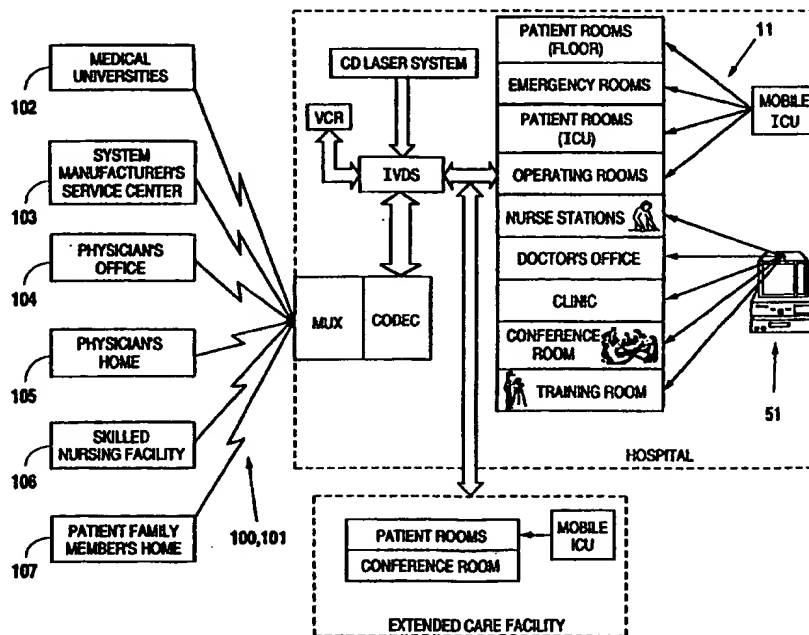 MEDICAL
UNIVERSITIES
102
SYSTEM
MANUFACTURER'S
SERVICE CENTER
103
PHYSICIAN'S
OFFICE
104
PHYSICIAN'S
HOME
105
SKILLED
NURSING FACILITY
106
PATIENT FAMILY
MEMBER'S HOME
107
100,101
CD LASER SYSTEM
VCR
IVDS
MUX
CODEC
PATIENT ROOMS
(FLOOR)
EMERGENCY ROOMS
PATIENT ROOMS
(ICU)
OPERATING ROOMS
NURSE STATIONS
DOCTOR'S OFFICE
CLINIC
CONFERENCE
ROOM
TRAINING ROOM
11
MOBILE
ICU
51
HOSPITAL
PATIENT ROOMS
CONFERENCE ROOM
MOBILE
ICU
EXTENDED CARE FACILITY